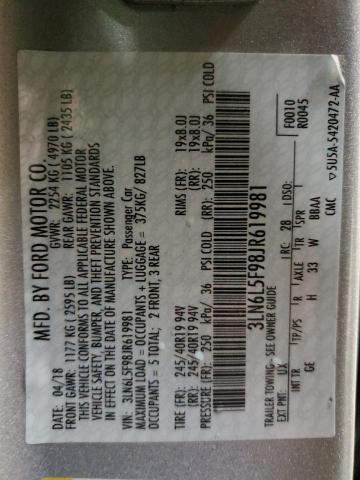 MFD. BY FORD MOTOR CO.
DATE: 04/18 GVWR: 2254 KG (4970 LB)
FRONT GAWR: 1177 KG (2595 LB) REAR GAWR: 1105 KG (2435 LB)
THIS VEHICLE CONFORMS TO ALL APPLICABLE FEDERAL MOTOR
VEHICLE SAFETY, BUMPER, AND THEFT PREVENTION STANDARDS
IN EFFECT ON THE DATE OF MANUFACTURE SHOWN ABOVE.
VIN: 3LN6L5F98JR619981 TYPE: Passenger Car
MAXIMUM LOAD = OCCUPANTS + LUGGAGE = 375KG/ 827LB
OCCUPANTS = 5 TOTAL: 2 FRONT, 3 REAR
TIRE (FR): 245/40R19 94V RIMS (FR): 19x8.0J
(RR): 245/40R19 94V (RR): 19x8.0J
PRESSURE (FR): 250 kPa/ 36 PSI COLD (RR): 250 kPa/ 36 PSI COLD
3LN6L5F98JR619981
TRAILER TOWING - SEE OWNER GUIDE
EXT PNT: UX RC: 28 DSO: F0010
R0045
INT TR TP/PS R AXLE TR SPR
GE H 33 W BBAA
CMC 5U5A-5420472-AA